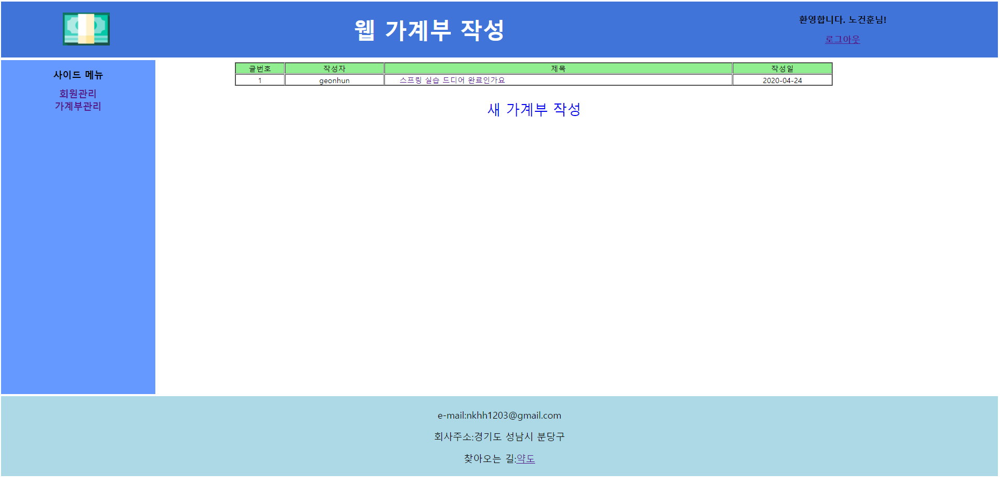 웹 가계부 작성
환영합니다. 노건훈님!
로그아웃
사이드 메뉴
회원관리
가계부관리
글번호 작성자 제목 작성일
1 geonhun 스프링 실습 드디어 완료인가요 2020-04-24
새 가계부 작성
e-mail:nkhh1203@gmail.com
회사주소:경기도 성남시 분당구
찾아오는 길:약도